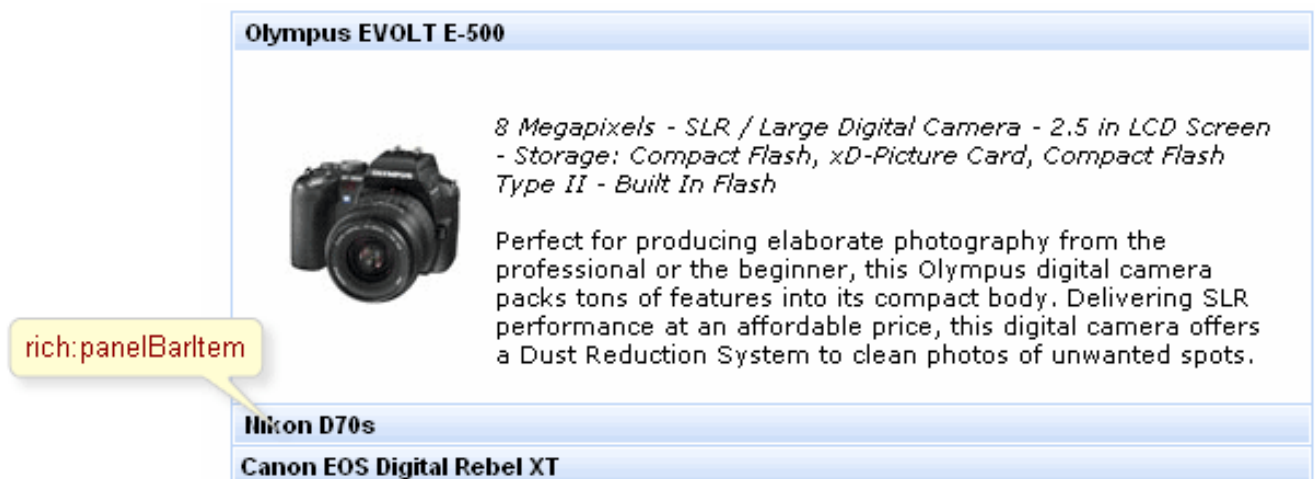 Olympus EVOLT E-500
8 Megapixels - SLR / Large Digital Camera - 2.5 in LCD Screen
- Storage: Compact Flash, xD-Picture Card, Compact Flash
Type II - Built In Flash
Perfect for producing elaborate photography from the
professional or the beginner, this Olympus digital camera
packs tons of features into its compact body. Delivering SLR
performance at an affordable price, this digital camera offers
a Dust Reduction System to clean photos of unwanted spots.
rich:panelBarItem
Nikon D70s
Canon EOS Digital Rebel XT